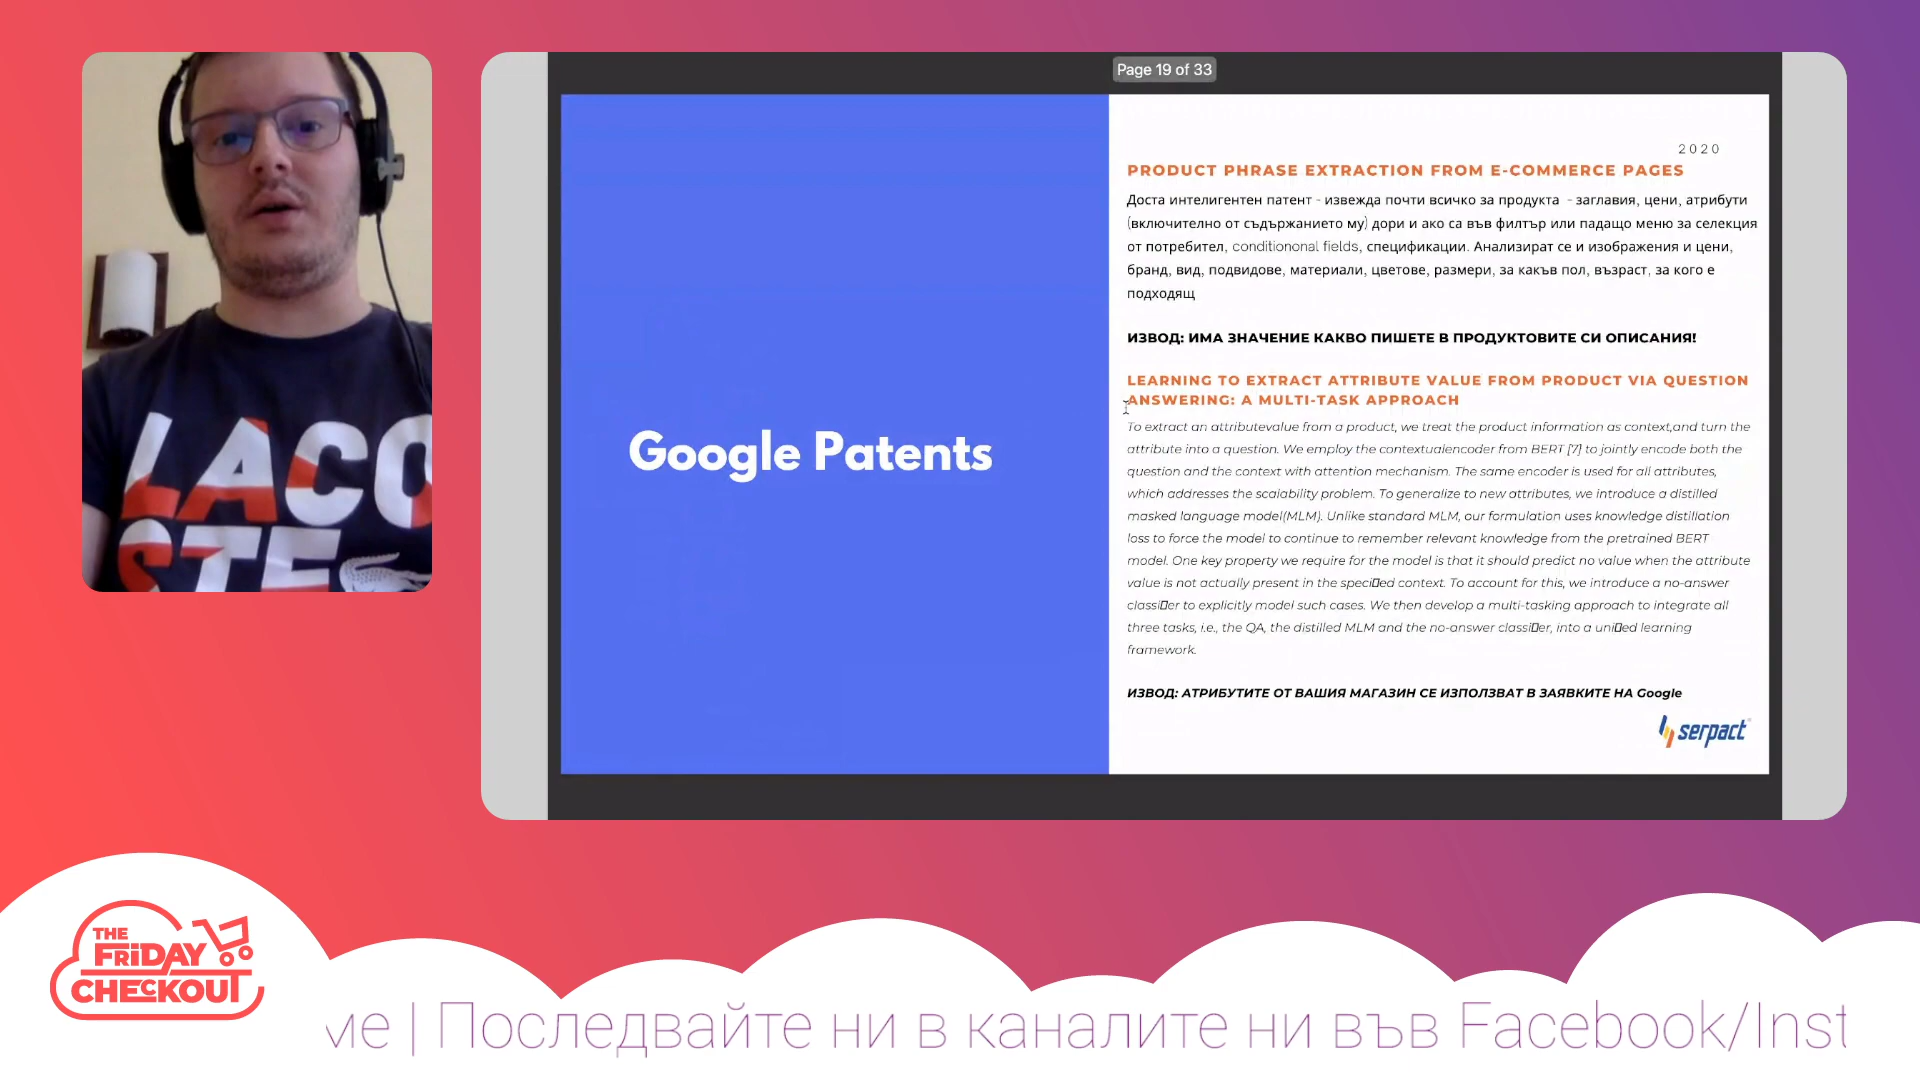 Page 19 of 33
2020
PRODUCT PHRASE EXTRACTION FROM E-COMMERCE PAGES
Доста интелигентен патент - извежда почти всичко за продукта - заглавия, цени, атрибути
(включително от съдържанието му) дори и ако са във филтър или падащо меню за селекция
от потребител, conditiononal fields, спецификации. Анализират се и изображения и цени,
бранд, вид, подвидове, материали, цветове, размери, за какъв пол, възраст, за кого е
подходящ
ИЗВОД: ИМА ЗНАЧЕНИЕ КАКВО ПИШЕТЕ В ПРОДУКТОВИТЕ СИ ОПИСАНИЯ!
LEARNING TO EXTRACT ATTRIBUTE VALUE FROM PRODUCT VIA QUESTION
ANSWERING: A MULTI-TASK APPROACH
To extract an attributevalue from a product, we treat the product information as context,and turn the
attribute into a question. We employ the contextualencoder from BERT [7] to jointly encode both the
question and the context with attention mechanism. The same encoder is used for all attributes,
which addresses the scalability problem. To generalize to new attributes, we introduce a distilled
masked language model(MLM). Unlike standard MLM, our formulation uses knowledge distillation
loss to force the model to continue to remember relevant knowledge from the pretrained BERT
model. One key property we require for the model is that it should predict no value when the attribute
value is not actually present in the speci▯ed context. To account for this, we introduce a no-answer
classi▯er to explicitly model such cases. We then develop a multi-tasking approach to integrate all
three tasks, i.e., the QA, the distilled MLM and the no-answer classi▯er, into a uni▯ed learning
framework.
ИЗВОД: АТРИБУТИТЕ ОТ ВАШИЯ МАГАЗИН СЕ ИЗПОЛЗВАТ В ЗАЯВКИТЕ НА Google
serpact
Google Patents
LACO
STE
THE
FRiDAY
CHECKOUT
ме | Последвайте ни в каналите ни във Facebook/Inst